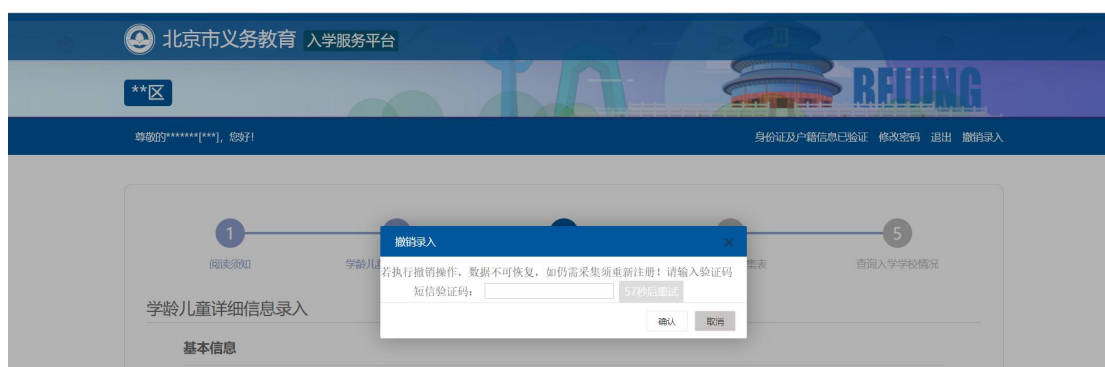 北京市义务教育 入学服务平台
**区
BEIJING
尊敬的*******[***]，您好!
身份证及户籍信息已验证 修改密码 退出 撤销录入
1
5
阅读须知
学龄儿
集表
查询入学学校情况
撤销录入 ×
若执行撤销操作，数据不可恢复，如仍需采集须重新注册！请输入验证码
短信验证码： 57秒后重试
确认 取消
学龄儿童详细信息录入
基本信息